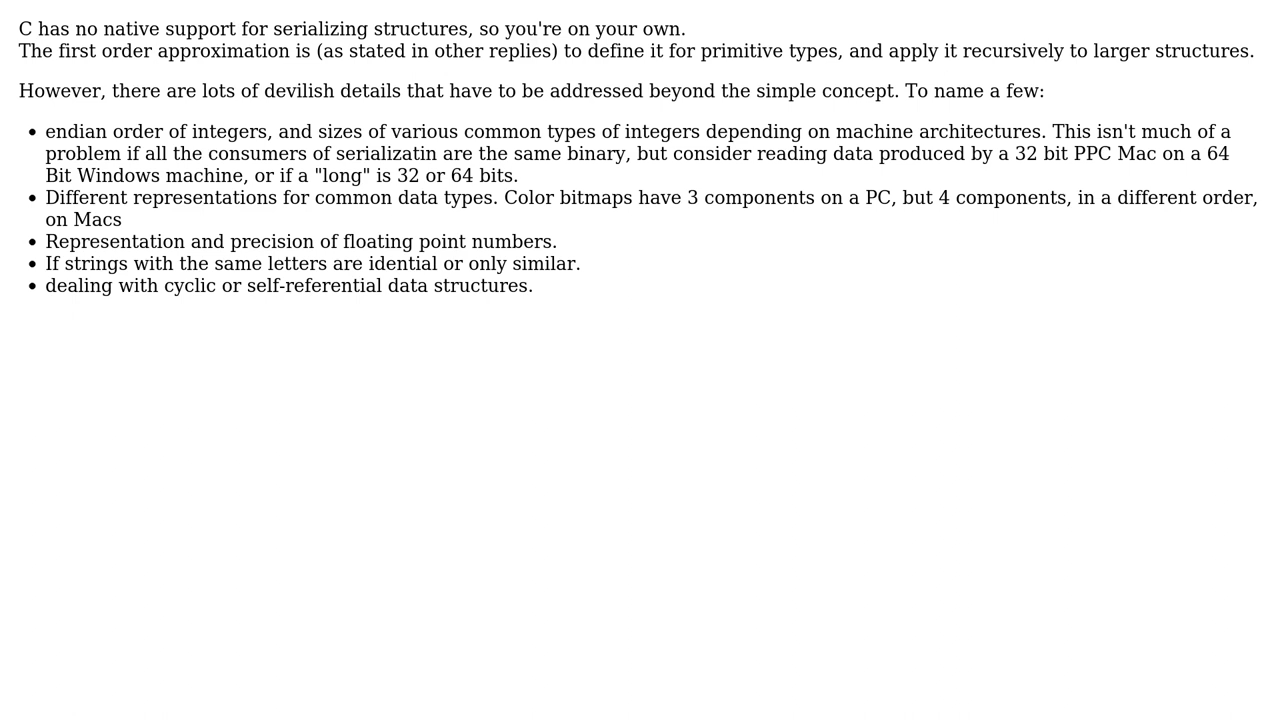 C has no native support for serializing structures, so you're on your own.
The first order approximation is (as stated in other replies) to define it for primitive types, and apply it recursively to larger structures.
However, there are lots of devilish details that have to be addressed beyond the simple concept. To name a few:
• endian order of integers, and sizes of various common types of integers depending on machine architectures. This isn't much of a
problem if all the consumers of serializatin are the same binary, but consider reading data produced by a 32 bit PPC Mac on a 64
Bit Windows machine, or if a "long" is 32 or 64 bits.
• Different representations for common data types. Color bitmaps have 3 components on a PC, but 4 components, in a different order,
on Macs
• Representation and precision of floating point numbers.
• If strings with the same letters are idential or only similar.
• dealing with cyclic or self-referential data structures.